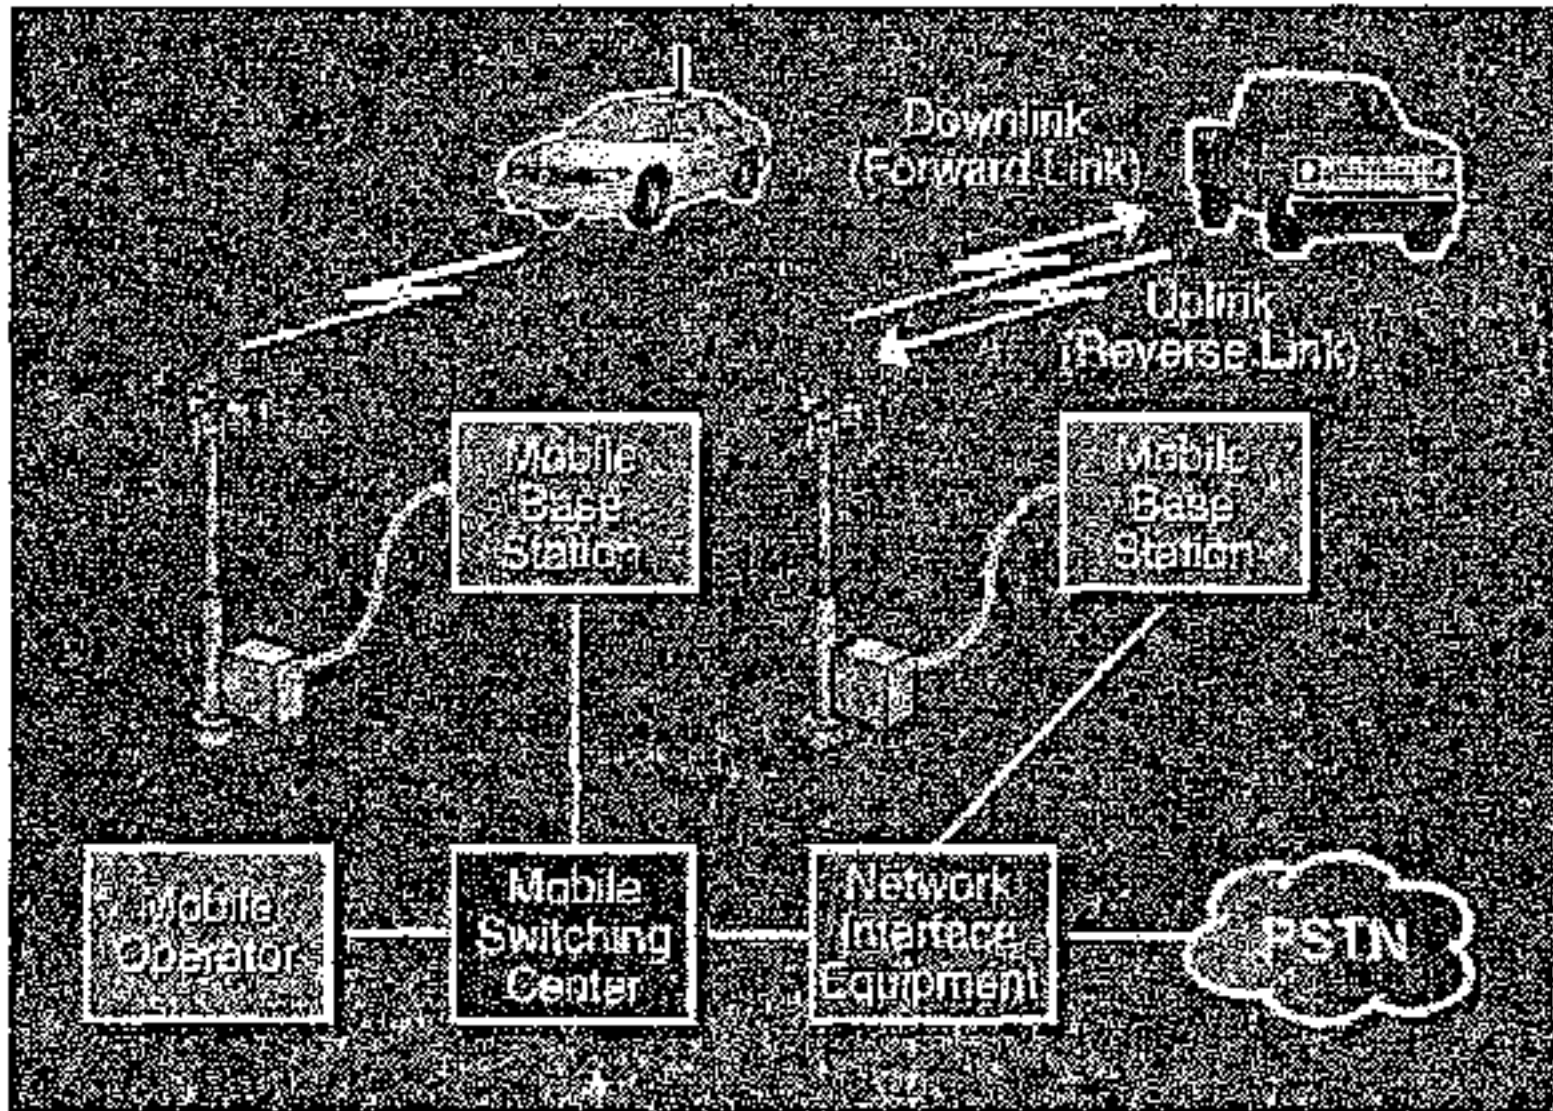 Downlink
(Forward Link)
Uplink
(Reverse Link)
Mobile
Base
Station
Mobile
Base
Station
Mobile
Operator
Mobile
Switching
Center
Network
Interface
Equipment
PSTN